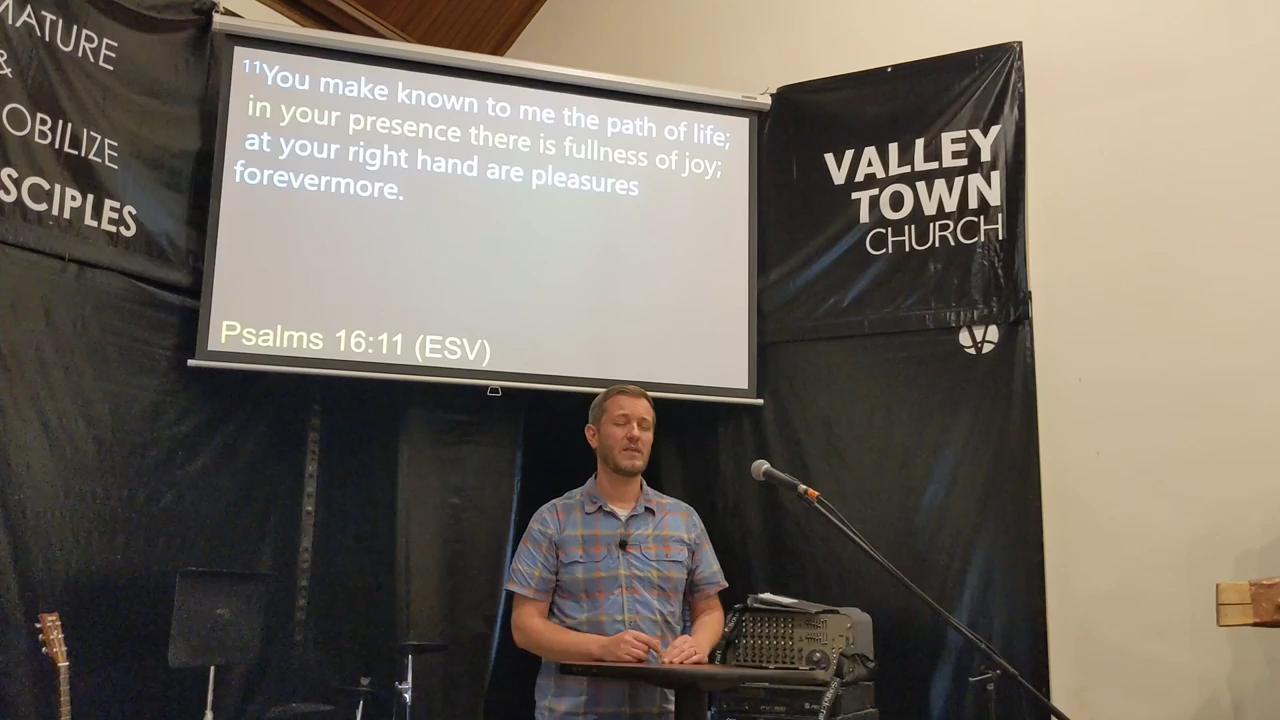 MATURE
&
OBILIZE
SCIPLES
11You make known to me the path of life;
in your presence there is fullness of joy;
at your right hand are pleasures
forevermore.
Psalms 16:11 (ESV)
VALLEY
TOWN
CHURCH